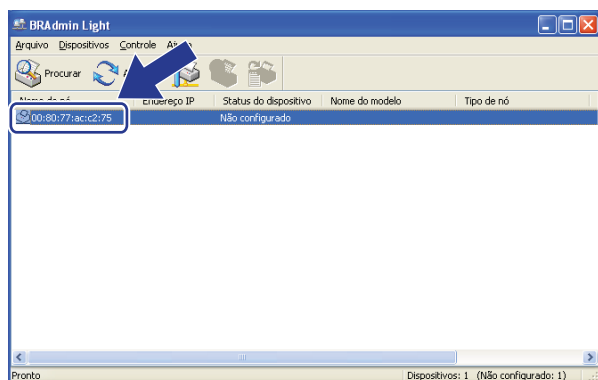 BRAdmin Light
Arquivo Dispositivos Controle
Procurar
Endereço IP Status do dispositivo Nome do modelo Tipo de nó
00:80:77:ac:c2:75 Não configurado
Pronto Dispositivos: 1 (Não configurado: 1)